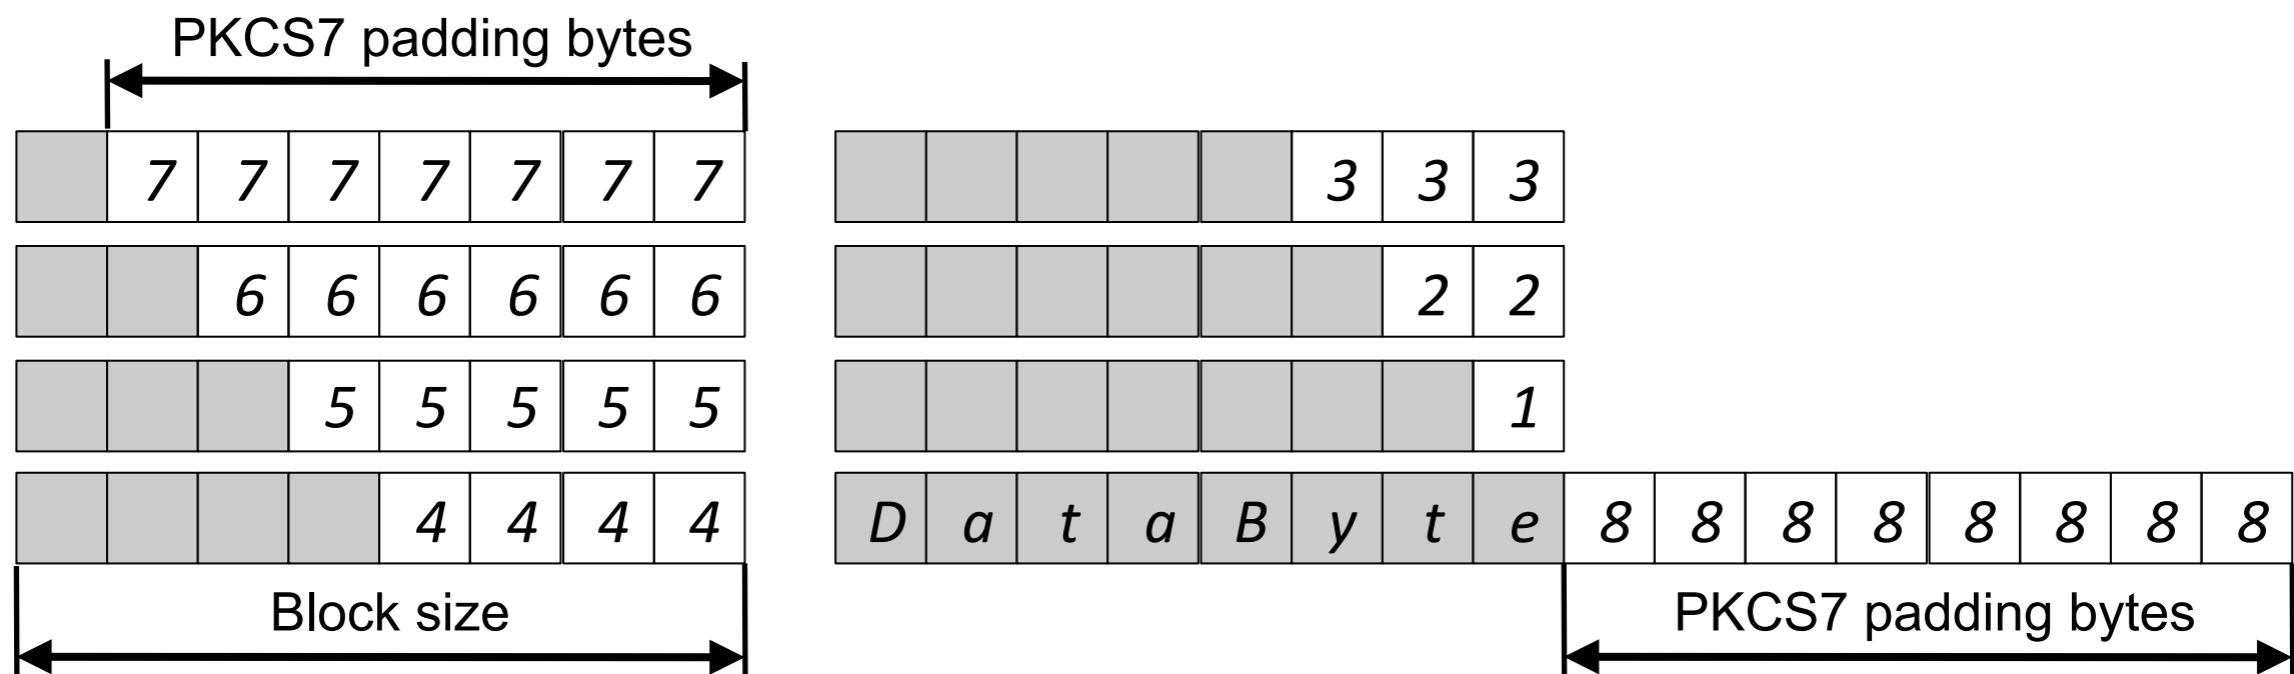 PKCS7 padding bytes
7 7 7 7 7 7 7
6 6 6 6 6 6
5 5 5 5 5
4 4 4 4
Block size
3 3 3
2 2
1
D a t a B y t e 8 8 8 8 8 8 8 8
PKCS7 padding bytes